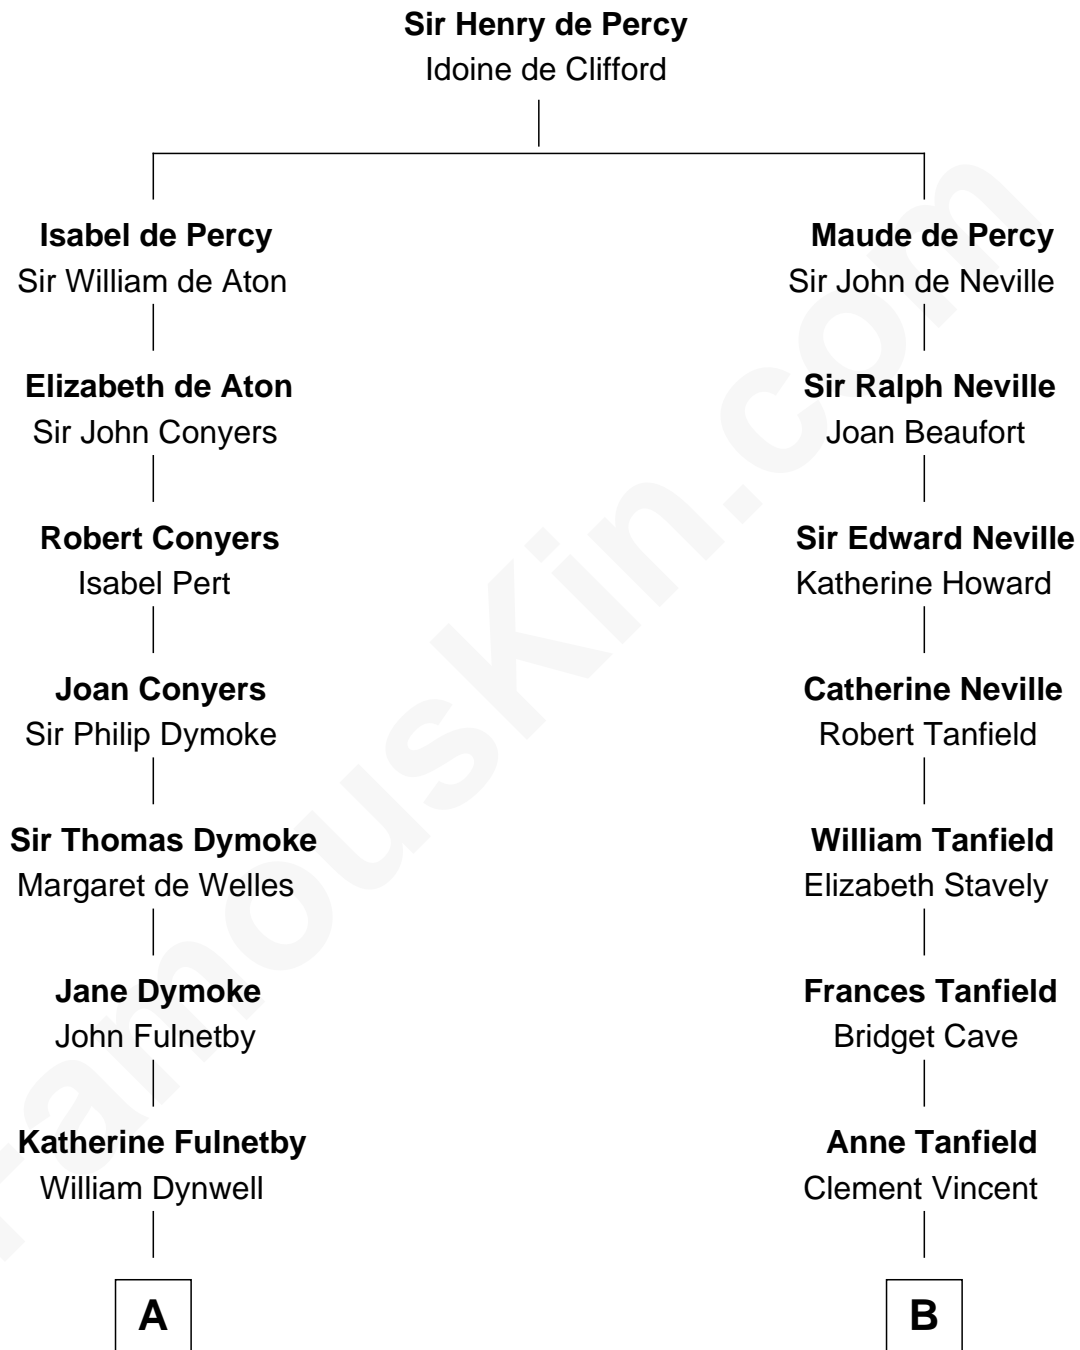 Sir Henry de Percy
Idoine de Clifford
Isabel de Percy
Sir William de Aton
Elizabeth de Aton
Sir John Conyers
Robert Conyers
Isabel Pert
Joan Conyers
Sir Philip Dymoke
Sir Thomas Dymoke
Margaret de Welles
Jane Dymoke
John Fulnetby
Katherine Fulnetby
William Dynwell
A
Maude de Percy
Sir John de Neville
Sir Ralph Neville
Joan Beaufort
Sir Edward Neville
Katherine Howard
Catherine Neville
Robert Tanfield
William Tanfield
Elizabeth Stavely
Frances Tanfield
Bridget Cave
Anne Tanfield
Clement Vincent
B
FamousKin.com